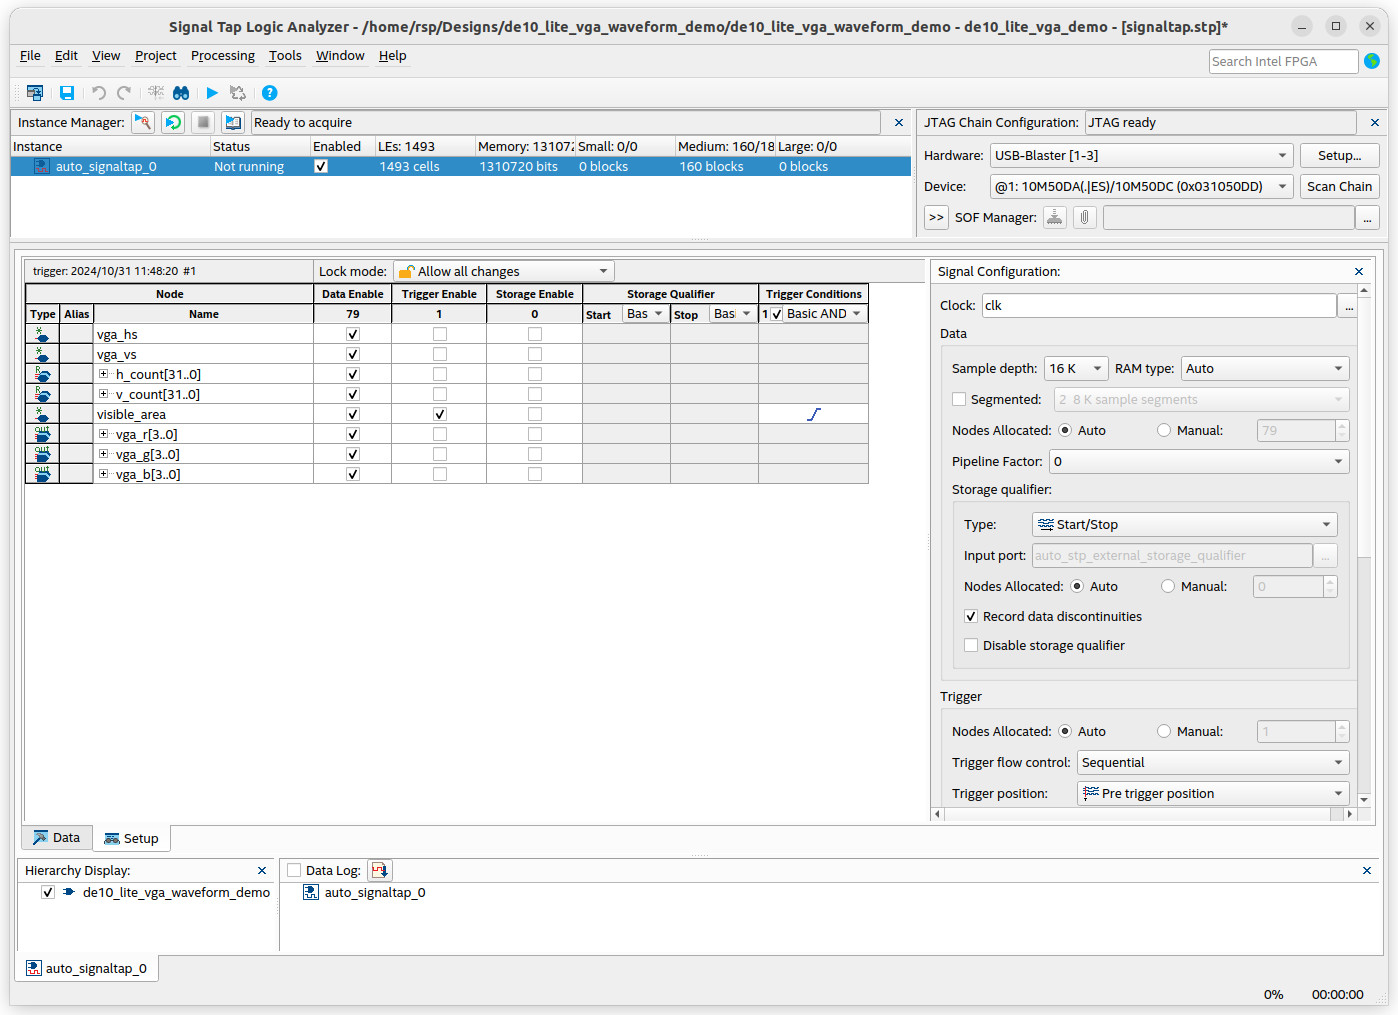 Signal Tap Logic Analyzer - /home/rsp/Designs/de10_lite_vga_waveform_demo/de10_lite_vga_waveform_demo - de10_lite_vga_demo - [signaltap.stp]*
File Edit View Project Processing Tools Window Help
Search Intel FPGA
Instance Manager: Ready to acquire
Instance Status Enabled LEs: 1493 Memory: 13107 Small: 0/0 Medium: 160/18 Large: 0/0
auto_signaltap_0 Not running 1493 cells 1310720 bits 0 blocks 160 blocks 0 blocks
JTAG Chain Configuration: JTAG ready
Hardware: USB-Blaster [1-3] Setup...
Device: @1: 10M50DA(.|ES)/10M50DC (0x031050DD) Scan Chain
>> SOF Manager: ...
trigger: 2024/10/31 11:48:20 #1 Lock mode: Allow all changes
Node Data Enable Trigger Enable Storage Enable Storage Qualifier Trigger Conditions
Type Alias Name 79 1 0 Start Bas Stop Bas 1 Basic AND
vga_hs
vga_vs
h_count[31..0]
v_count[31..0]
visible_area
vga_r[3..0]
vga_g[3..0]
vga_b[3..0]
Data Setup
Signal Configuration:
Clock: clk ...
Data
Sample depth: 16 K RAM type: Auto
Segmented: 2 8 K sample segments
Nodes Allocated: Auto Manual: 79
Pipeline Factor: 0
Storage qualifier:
Type: Start/Stop
Input port: auto_stp_external_storage_qualifier ...
Nodes Allocated: Auto Manual: 0
Record data discontinuities
Disable storage qualifier
Trigger
Nodes Allocated: Auto Manual: 1
Trigger flow control: Sequential
Trigger position: Pre trigger position
Hierarchy Display:
de10_lite_vga_waveform_demo
Data Log:
auto_signaltap_0
auto_signaltap_0
0% 00:00:00